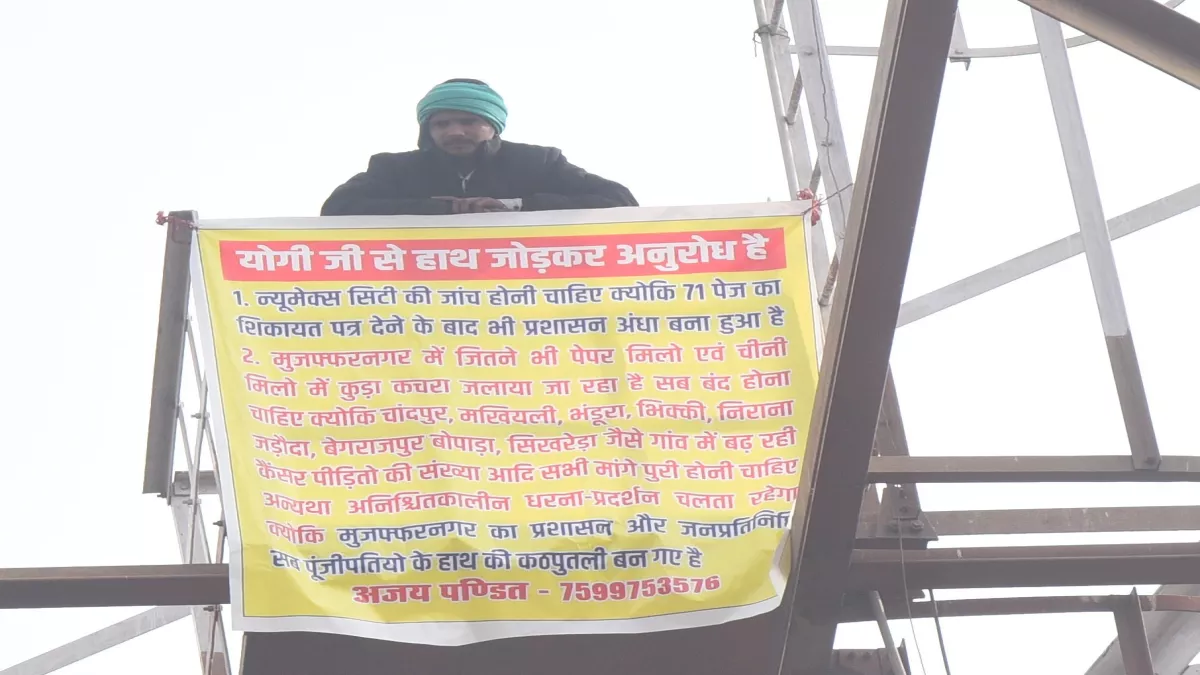 योगी जी से हाथ जोड़कर अनुरोध है
1. न्यूमेक्स सिटी की जांच होनी चाहिए क्योकि 71 पेज का
शिकायत पत्र देने के बाद भी प्रशासन अंधा बना हुआ है
2. मुजफ्फरनगर में जितने भी पेपर मिलो एवं चीनी
मिलो में कुड़ा कचरा जलाया जा रहा है सब बंद होना
चाहिए क्योकि चांदपुर, मखियली, भंडूरा, भिक्की, निराना
जड़ौदा, बेगराजपुर बोपाड़ा, सिखरेड़ा जैसे गांव में बढ़ रही
कैंसर पीड़ितो की संख्या आदि सभी मांगे पुरी होनी चाहिए
अन्यथा अनिश्चितकालीन धरना-प्रदर्शन चलता रहेगा
क्योकि मुजफ्फरनगर का प्रशासन और जनप्रतिनिधि
सब पूंजीपतियो के हाथ की कठपुतली बन गए है
अजय पण्डित - 7599753576